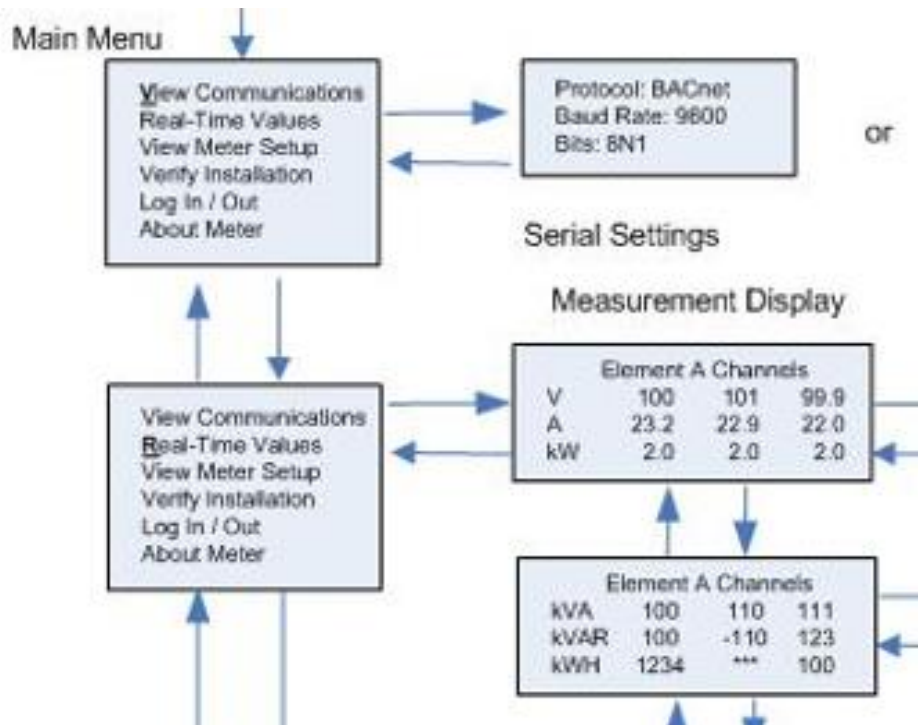 Main Menu
View Communications
Real-Time Values
View Meter Setup
Verify Installation
Log In / Out
About Meter
Protocol: BACnet
Baud Rate: 9600
Bits: 8N1
or
Serial Settings
Measurement Display
View Communications
Real-Time Values
View Meter Setup
Verify Installation
Log In / Out
About Meter
Element A Channels
V 100 101 99.9
A 23.2 22.9 22.0
kW 2.0 2.0 2.0
Element A Channels
kVA 100 110 111
kVAR 100 -110 123
kWH 1234 *** 100